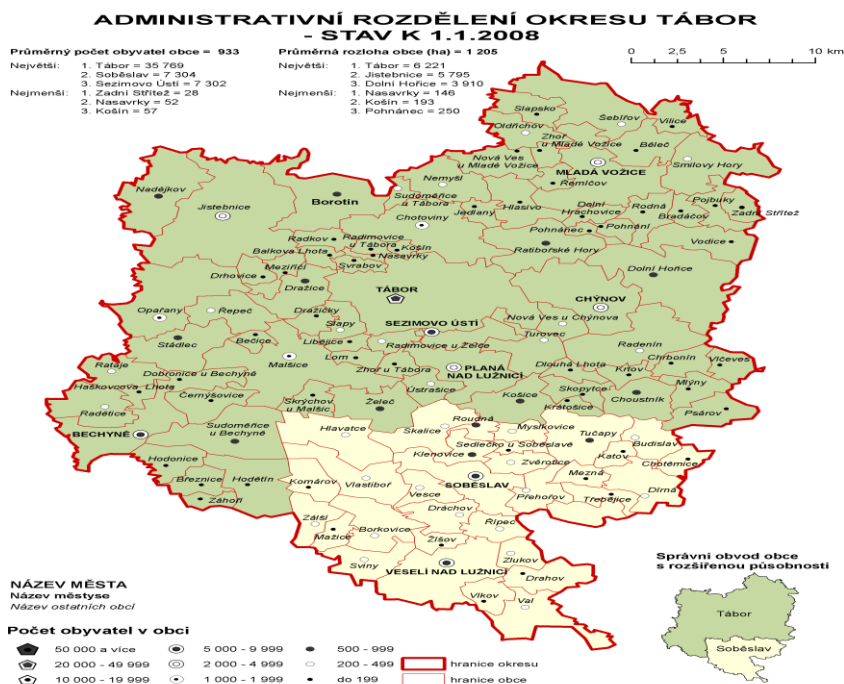 ADMINISTRATIVNÍ ROZDĚLENÍ OKRESU TÁBOR
- STAV K 1.1.2008
Průměrný počet obyvatel obce = 933
Největší: 1. Tábor = 35 769
2. Soběslav = 7 304
3. Sezimovo Ústí = 7 302
Nejmenší: 1. Zadní Střítež = 28
2. Nasavrky = 52
3. Košín = 57
Průměrná rozloha obce (ha) = 1 205
Největší: 1. Tábor = 6 221
2. Jistebnice = 5 795
3. Dolní Hořice = 3 910
Nejmenší: 1. Nasavrky = 146
2. Košín = 193
3. Pohnánec = 250
0 2,5 5 10 km
Slapsko
Oldřichov
Šebířov
Vilice
Zhoř
u Mladé Vožice
Běleč
Nová Ves
u Mladé Vožice
Smilovy Hory
MLADÁ VOŽICE
Nemyšl
Řemíčov
Nadějkov
Borotín
Sudoměřice
u Tábora
Jistebnice
Chotoviny
Jedlany
Hlasivo
Dolní
Hrachovice
Rodná
Pojbuky
Bradáčov
Zadní Střítež
Pohnánec
Pohnání
Radkov
Radimovice
u Tábora
Košín
Balkova Lhota
Nasavrky
Svrabov
Ratibořské Hory
Vodice
Meziříčí
Drhovice
Dražice
Dolní Hořice
TÁBOR
CHÝNOV
Opařany
Řepeč
Dražičky
Slapy
SEZIMOVO ÚSTÍ
Nová Ves u Chýnova
Turovec
Stádlec
Bečice
Libějice
Radimovice u Želče
Radenín
Malšice
Lom
Zhoř u Tábora
PLANÁ
NAD LUŽNICÍ
Dlouhá Lhota
Krtov
Chrbonín
Vlčeves
Rataje
Dobronice u Bechyně
Haškovcova Lhota
Černýšovice
Ústrašice
Skopytce
Mlýny
Radětice
Skrýchov
u Malšic
Želeč
Košice
Krátošice
Choustník
Psárov
BECHYNĚ
Sudoměřice
u Bechyně
Hlavatce
Skalice
Roudná
Myslkovice
Tučapy
Budislav
Klenovice
Sedlečko u Soběslavě
Katov
Chotěmice
Hodonice
Zvěrotice
Březnice
Hodětín
Komárov
Vlastiboř
SOBĚSLAV
Mezná
Dírná
Záhoří
Vesce
Přehořov
Třebějice
Zálší
Dráchov
Mažice
Borkovice
Řípec
Žíšov
Sviny
VESELÍ NAD LUŽNICÍ
Zlukov
Drahov
Vlkov
Val
Správní obvod obce
s rozšířenou působností
Tábor
Soběslav
NÁZEV MĚSTA
Název městyse
Název ostatních obcí
Počet obyvatel v obci
50 000 a více 5 000 - 9 999 500 - 999
20 000 - 49 999 2 000 - 4 999 200 - 499 hranice okresu
10 000 - 19 999 1 000 - 1 999 do 199 hranice obce